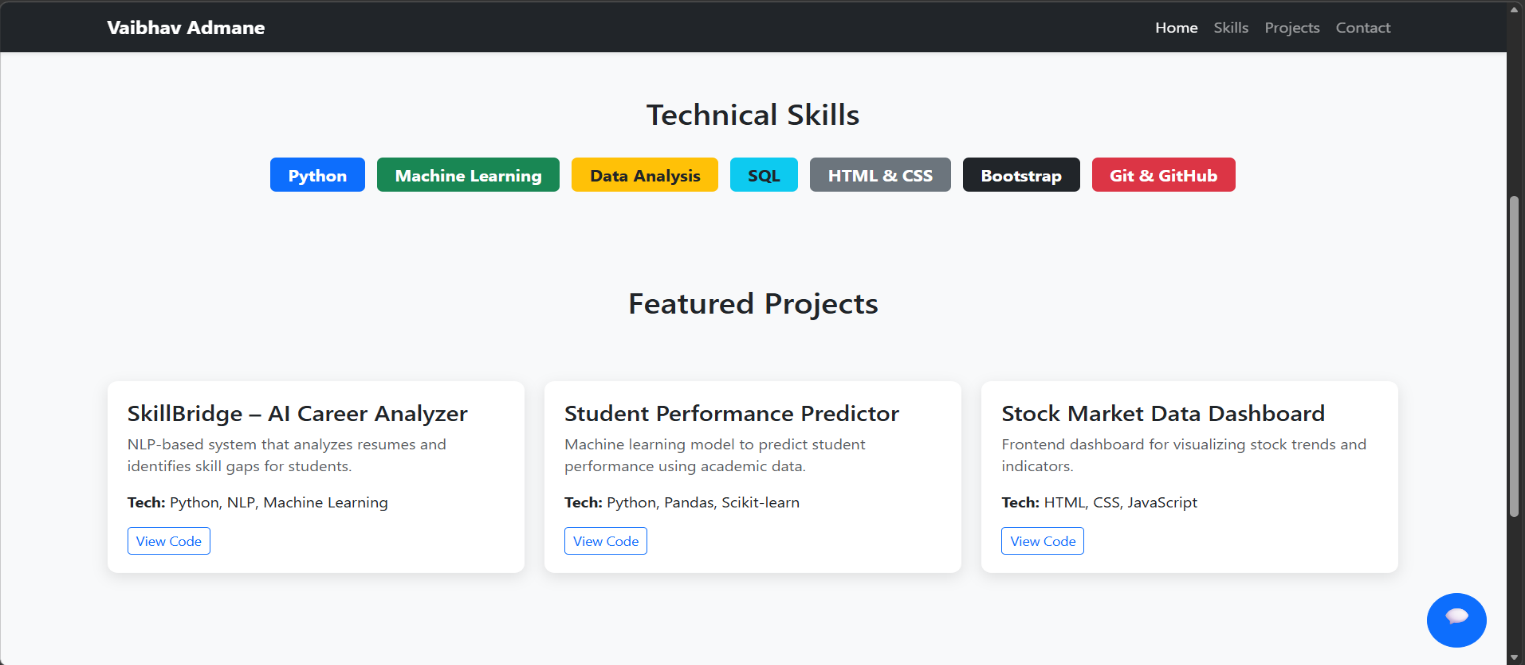 Vaibhav Admane
Home Skills Projects Contact
Technical Skills
Python Machine Learning Data Analysis SQL HTML & CSS Bootstrap Git & GitHub
Featured Projects
SkillBridge – AI Career Analyzer
NLP-based system that analyzes resumes and
identifies skill gaps for students.
Tech: Python, NLP, Machine Learning
View Code
Student Performance Predictor
Machine learning model to predict student
performance using academic data.
Tech: Python, Pandas, Scikit-learn
View Code
Stock Market Data Dashboard
Frontend dashboard for visualizing stock trends and
indicators.
Tech: HTML, CSS, JavaScript
View Code